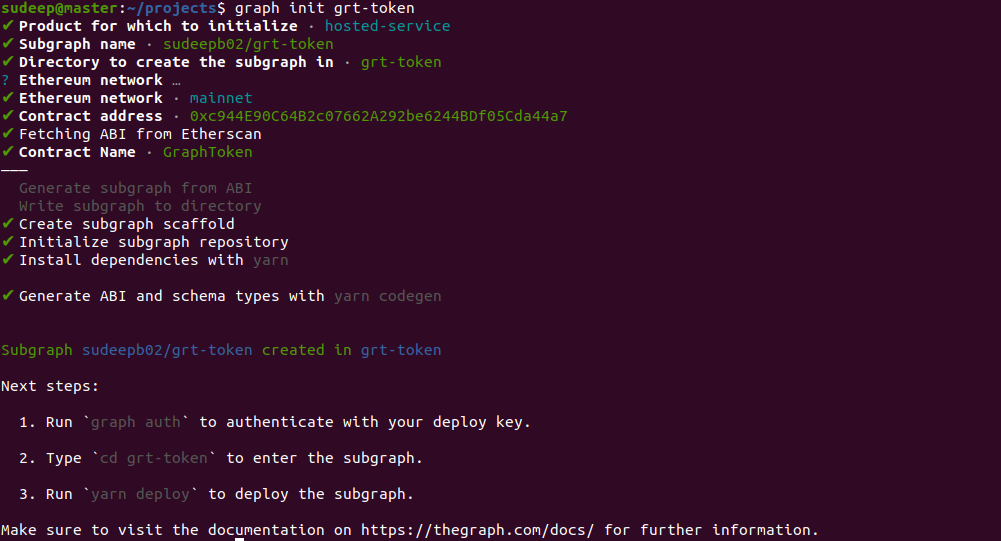 sudeep@master:~/projects$ graph init grt-token
✔ Product for which to initialize · hosted-service
✔ Subgraph name · sudeepb02/grt-token
✔ Directory to create the subgraph in · grt-token
? Ethereum network …
✔ Ethereum network · mainnet
✔ Contract address · 0xc944E90C64B2c07662A292be6244BDf05Cda44a7
✔ Fetching ABI from Etherscan
✔ Contract Name · GraphToken
———
Generate subgraph from ABI
Write subgraph to directory
✔ Create subgraph scaffold
✔ Initialize subgraph repository
✔ Install dependencies with yarn
✔ Generate ABI and schema types with yarn codegen
Subgraph sudeepb02/grt-token created in grt-token
Next steps:
1. Run `graph auth` to authenticate with your deploy key.
2. Type `cd grt-token` to enter the subgraph.
3. Run `yarn deploy` to deploy the subgraph.
Make sure to visit the documentation on https://thegraph.com/docs/ for further information.